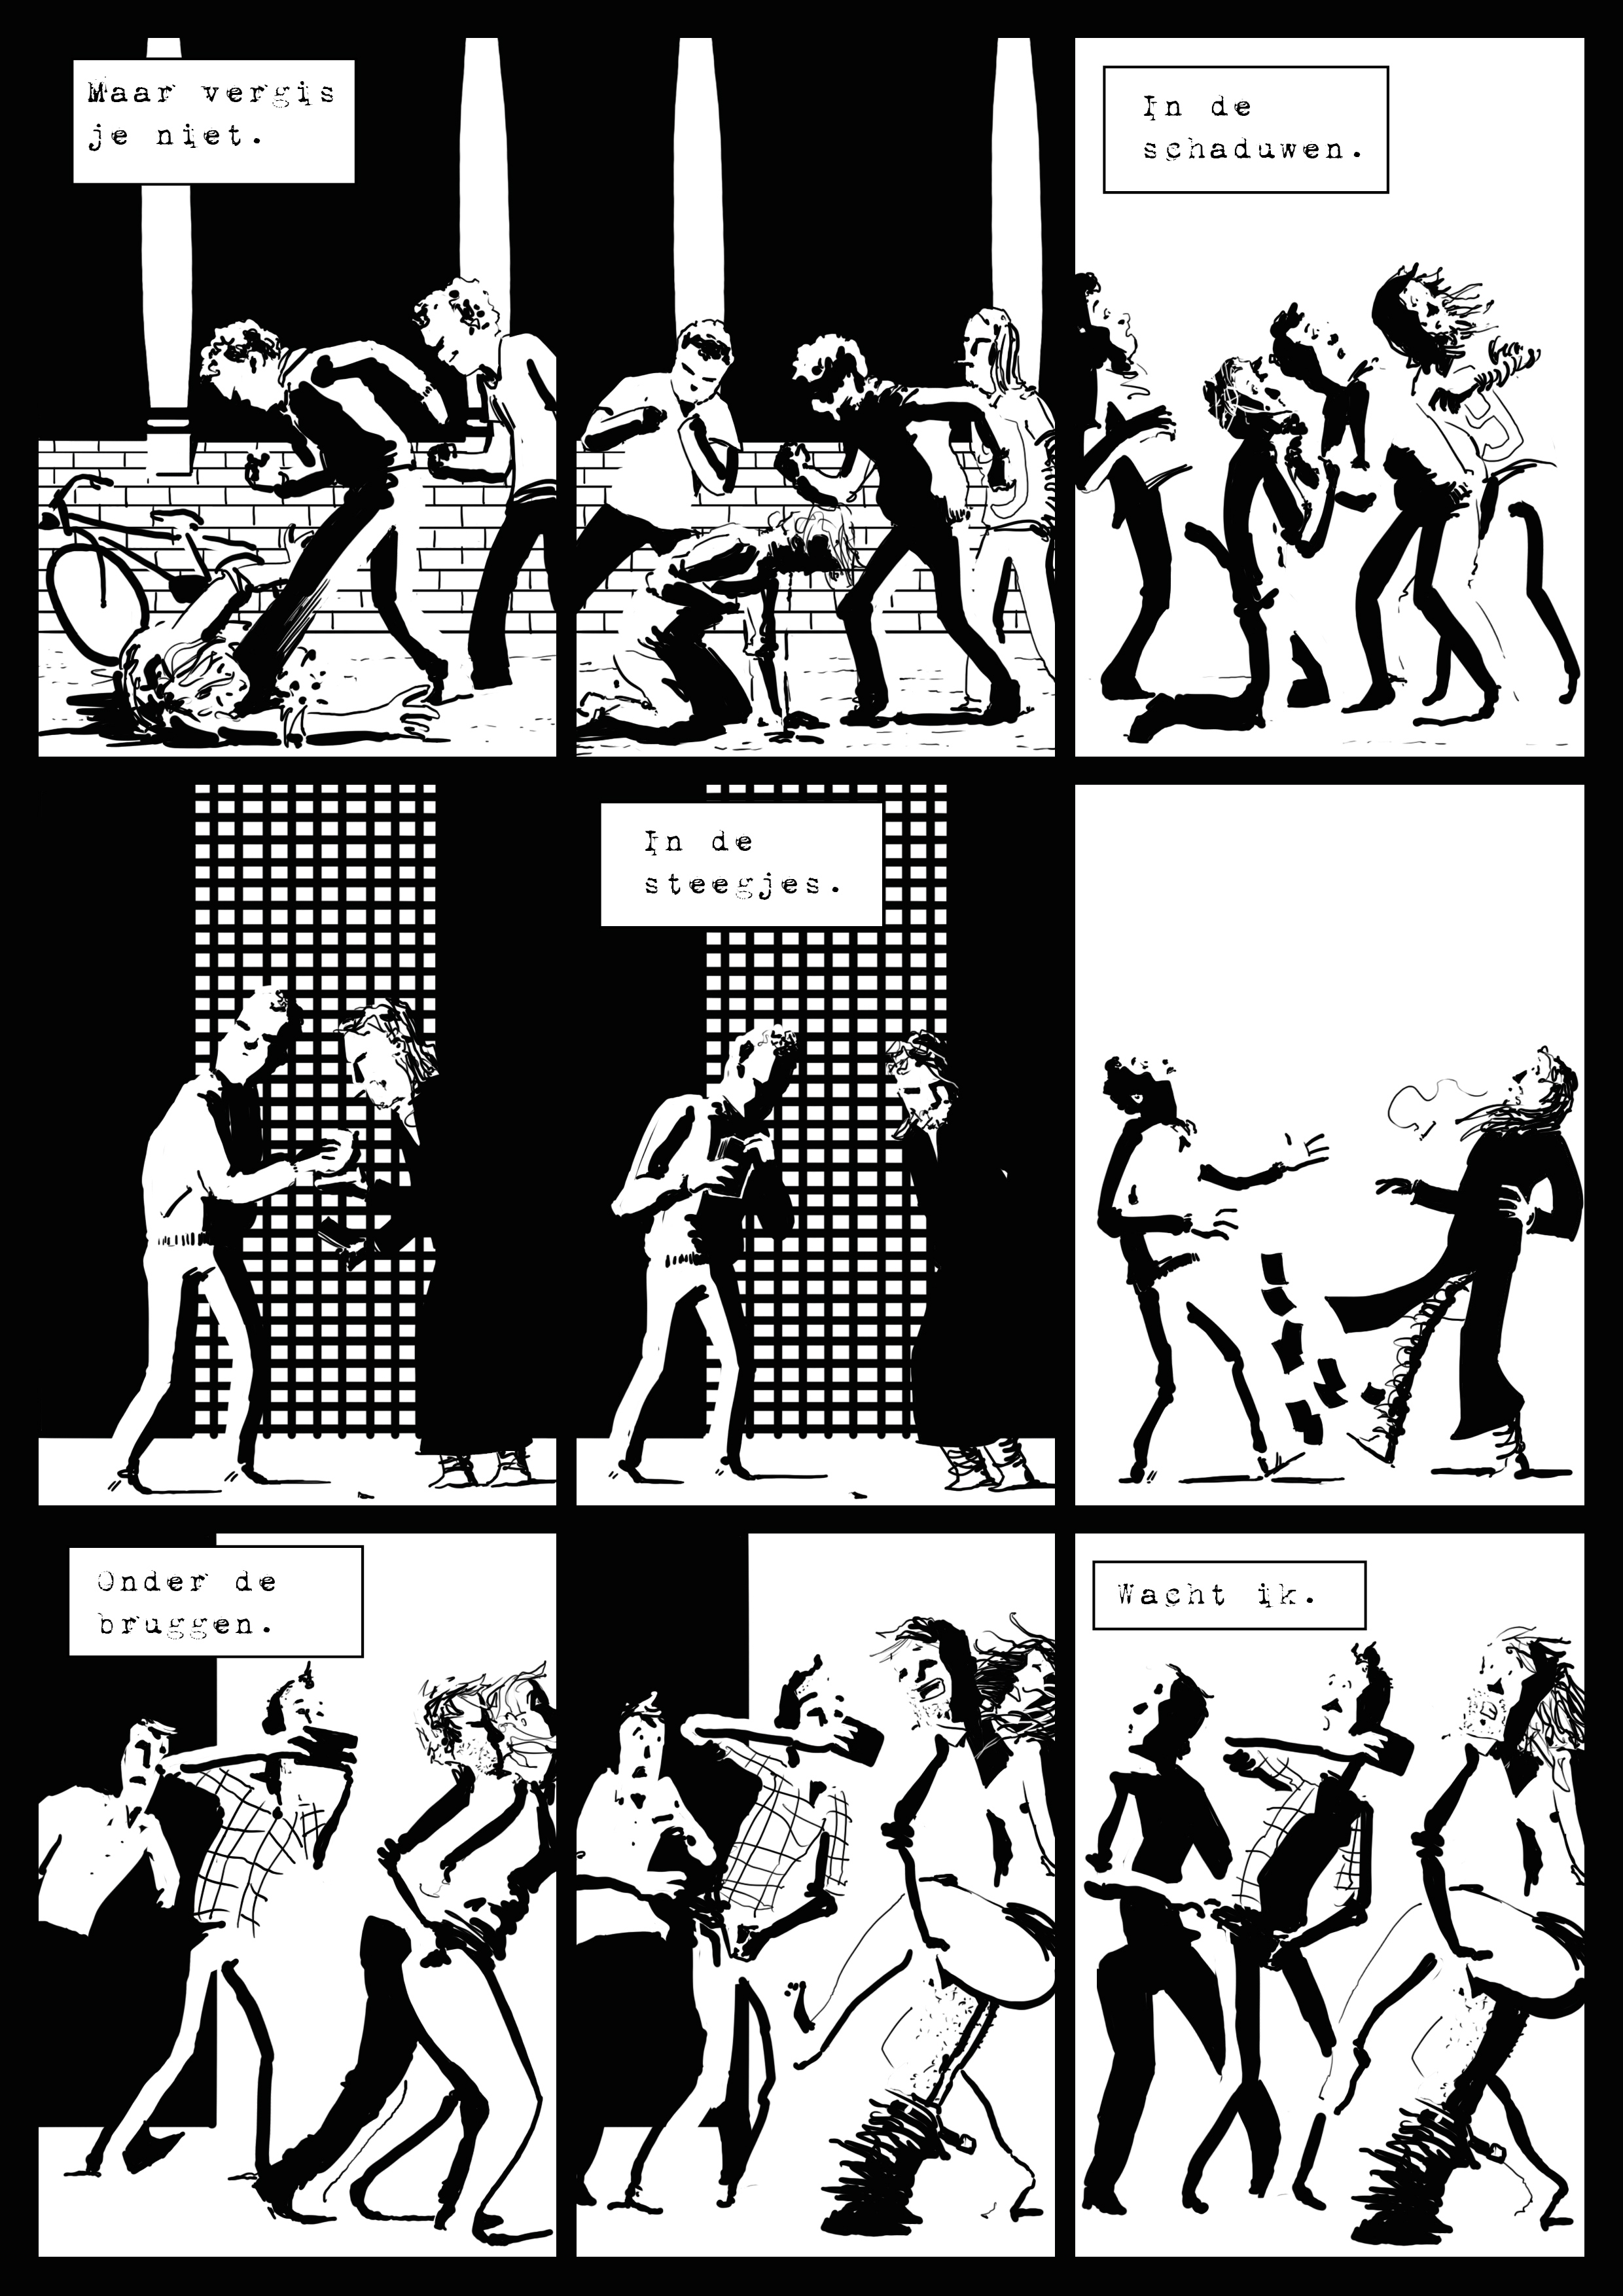 Maar vergis
je niet.
In de
schaduwen.
In de
steegjes.
Onder de
bruggen.
Wacht ik.